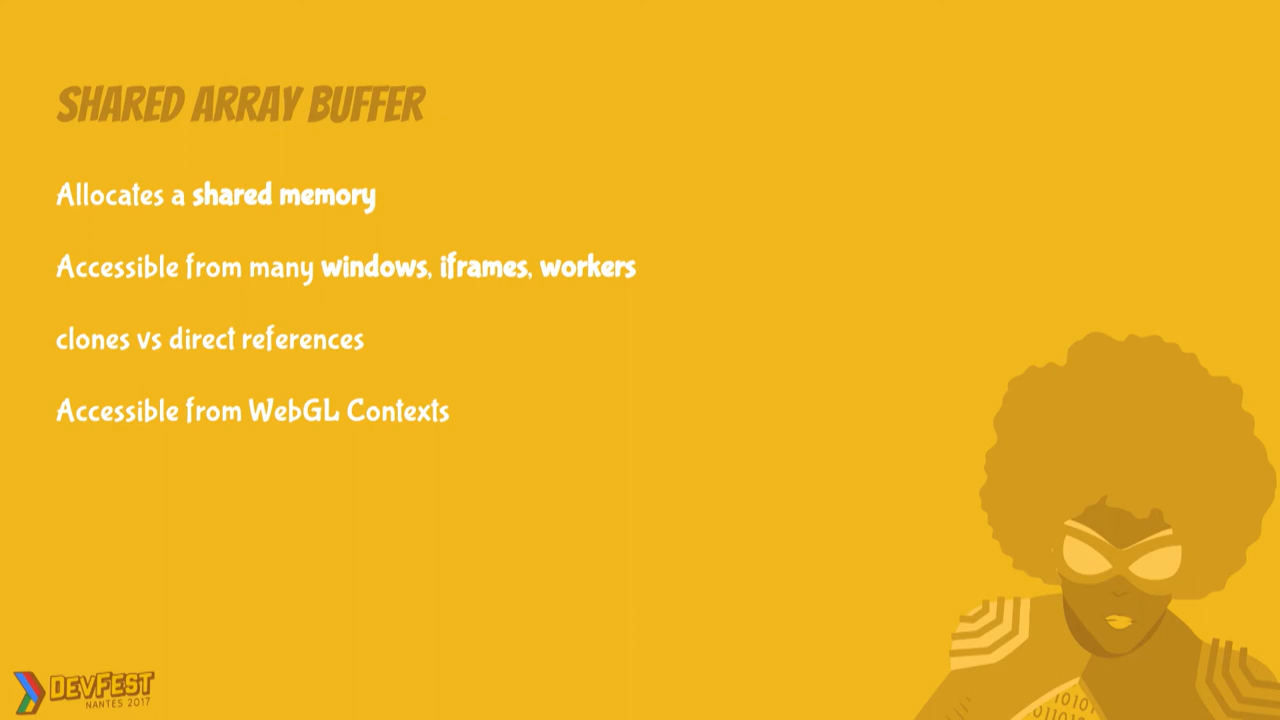 SHARED ARRAY BUFFER
Allocates a shared memory
Accessible from many windows, iframes, workers
clones vs direct references
Accessible from WebGL Contexts
DEVFEST
NANTES 2017